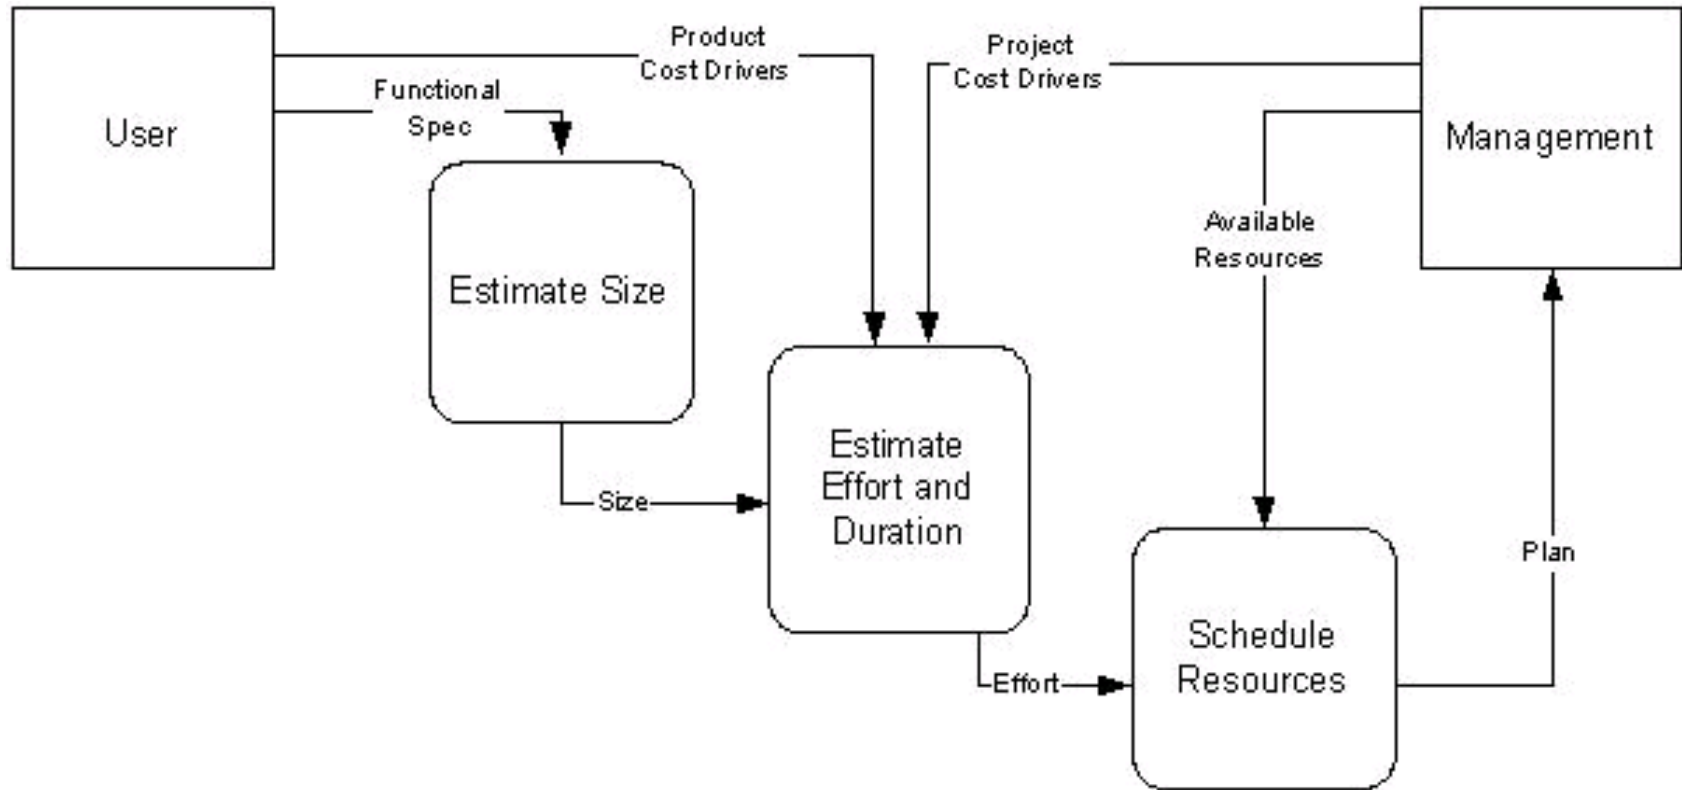 Product
Cost Drivers
Project
Cost Drivers
Functional
Spec
User
Management
Available
Resources
Estimate Size
Estimate
Effort and
Duration
Size
Plan
Schedule
Resources
Effort